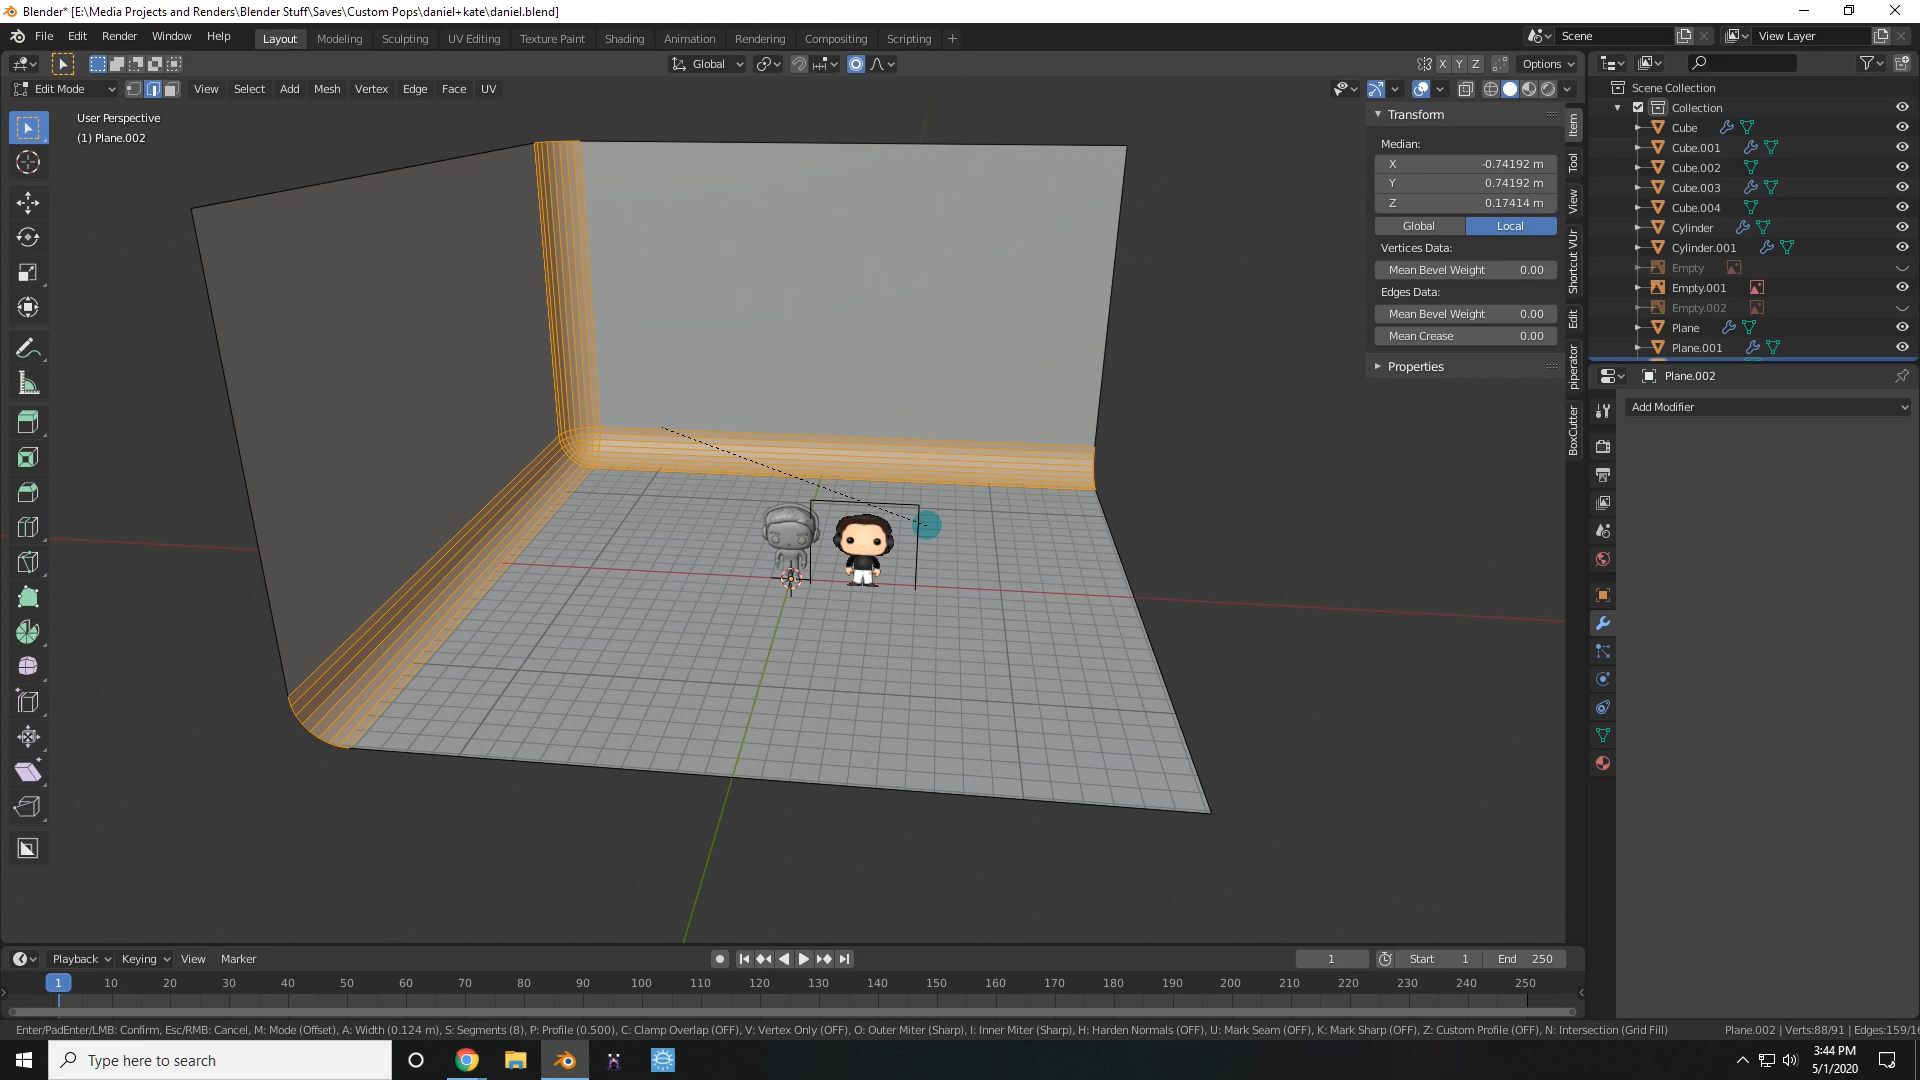 Blender* [E:\Media Projects and Renders\Blender Stuff\Saves\Custom Pops\daniel+kate\daniel.blend]
File Edit Render Window Help Layout Modeling Sculpting UV Editing Texture Paint Shading Animation Rendering Compositing Scripting + Scene View Layer
Global X Y Z Options
Edit Mode View Select Add Mesh Vertex Edge Face UV
User Perspective
(1) Plane.002
Transform
Median:
X -0.74192 m
Y 0.74192 m
Z 0.17414 m
Global Local
Vertices Data:
Mean Bevel Weight 0.00
Edges Data:
Mean Bevel Weight 0.00
Mean Crease 0.00
Properties
Item
Tool
View
Shortcut VUr
Edit
piperator
BoxCutter
Scene Collection
Collection
Cube
Cube.001
Cube.002
Cube.003
Cube.004
Cylinder
Cylinder.001
Empty
Empty.001
Empty.002
Plane
Plane.001
Plane.002
Add Modifier
Playback Keying View Marker 1 Start 1 End 250
1 10 20 30 40 50 60 70 80 90 100 110 120 130 140 150 160 170 180 190 200 210 220 230 240 250
Enter/PadEnter/LMB: Confirm, Esc/RMB: Cancel, M: Mode (Offset), A: Width (0.124 m), S: Segments (8), P: Profile (0.500), C: Clamp Overlap (OFF), V: Vertex Only (OFF), O: Outer Miter (Sharp), I: Inner Miter (Sharp), H: Harden Normals (OFF), U: Mark Seam (OFF), K: Mark Sharp (OFF), Z: Custom Profile (OFF), N: Intersection (Grid Fill) Plane.002 | Verts:88/91 | Edges:159/1
Type here to search
3:44 PM
5/1/2020